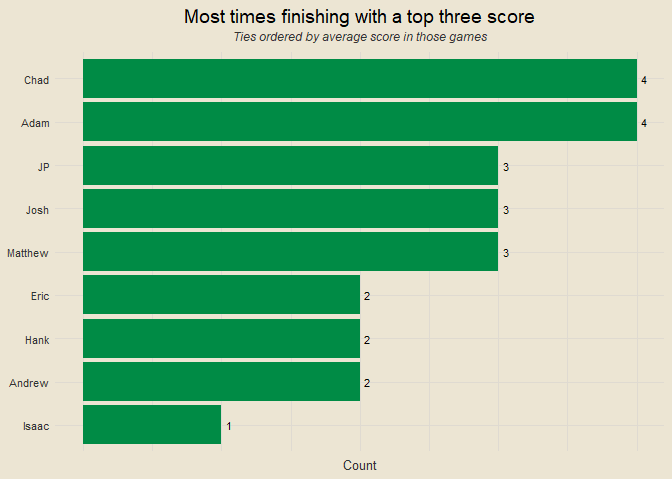 Most times finishing with a top three score
Ties ordered by average score in those games
Chad 4
Adam 4
JP 3
Josh 3
Matthew 3
Eric 2
Hank 2
Andrew 2
Isaac 1
Count